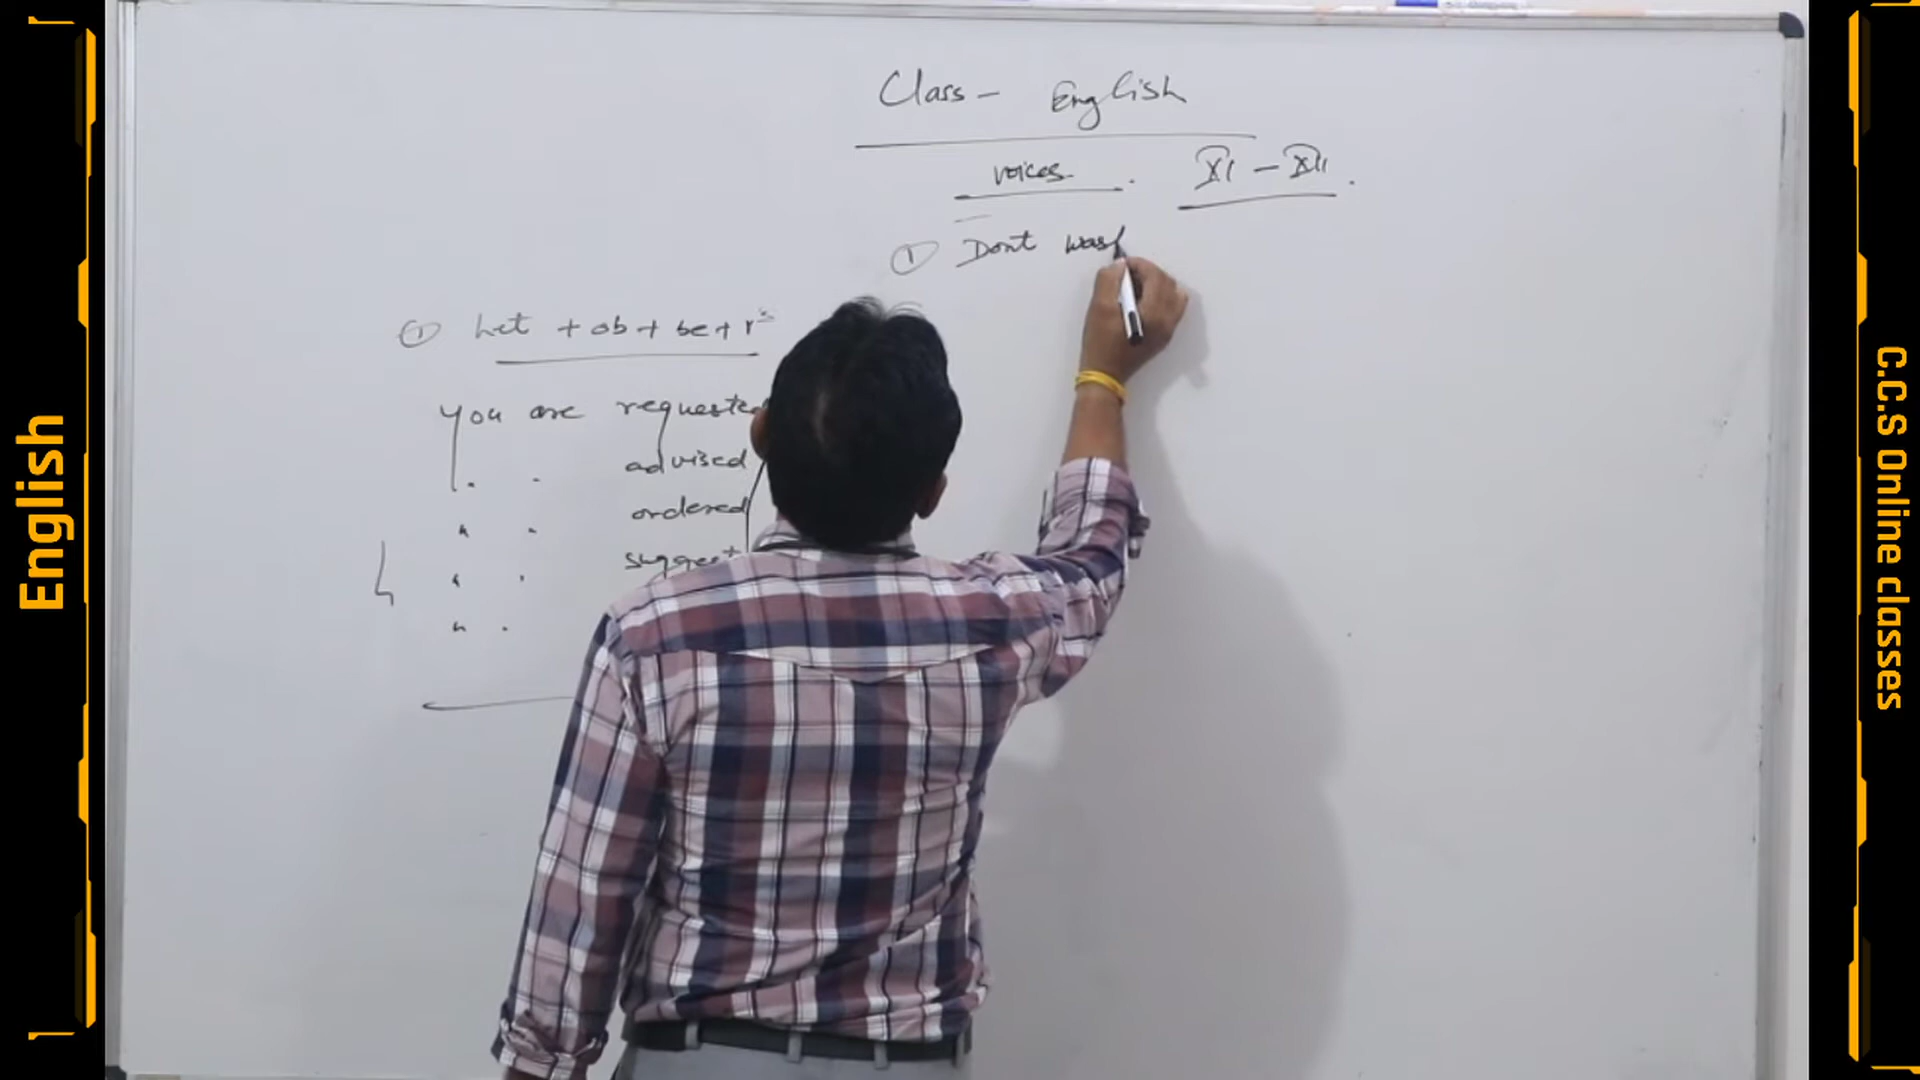 English
Class - English
voices . XI - XII .
① Dont was
① Let + ob + be + v³
You are requested
" " advised
" " ordered
" " suggest
" "
C.C.S Online classes